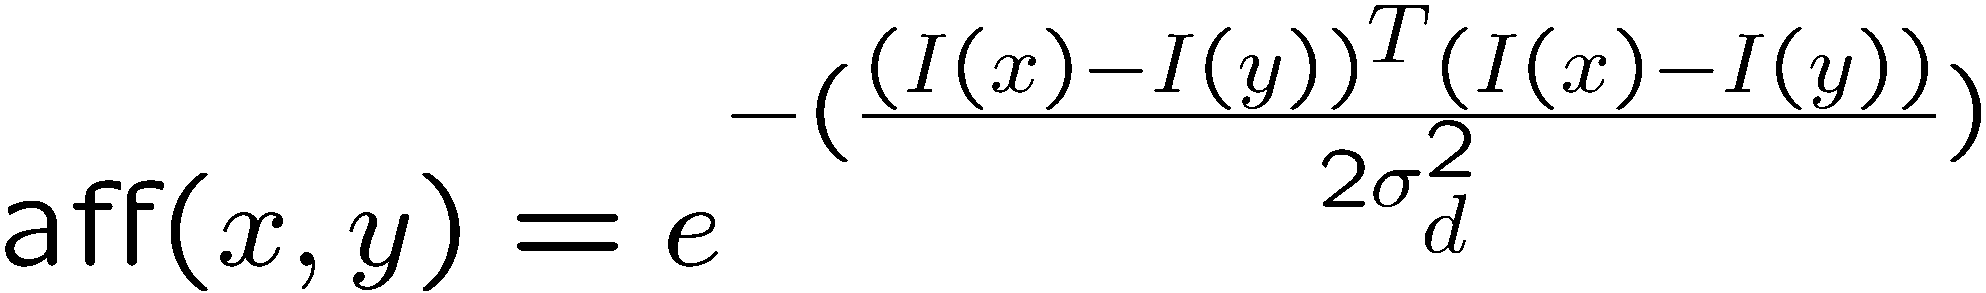 aff(x, y) = e^{-(\frac{(I(x)-I(y))^T(I(x)-I(y))}{2\sigma_d^2})}